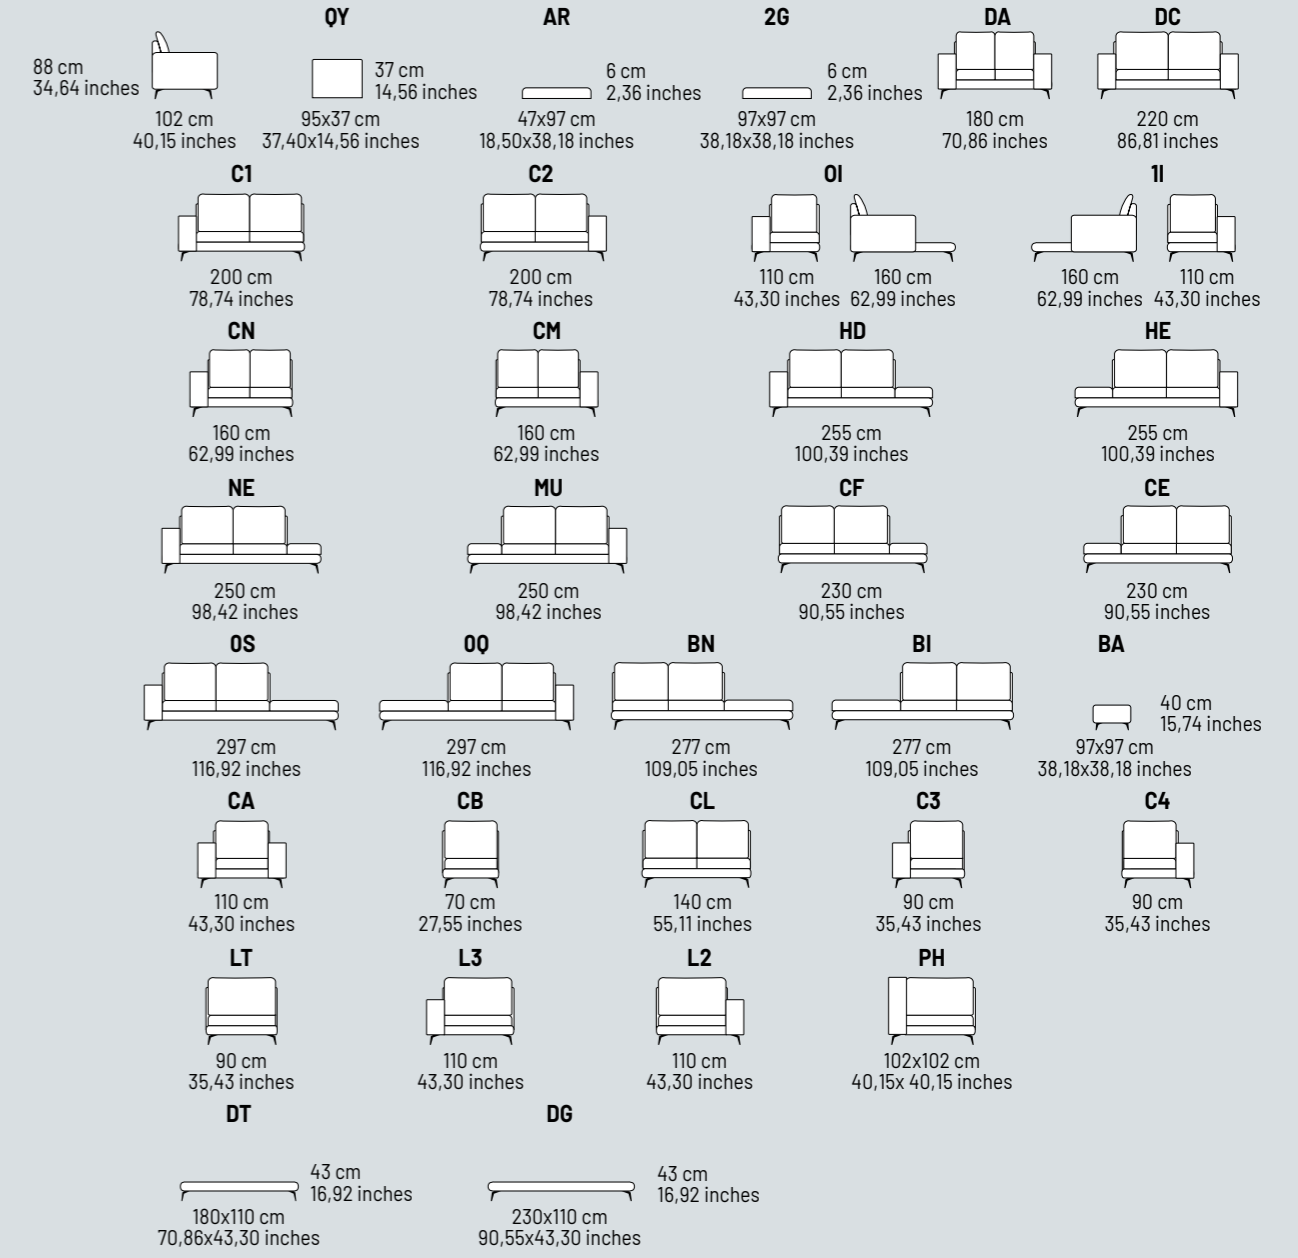 QY AR 2G DA DC
88 cm
34,64 inches
102 cm
40,15 inches
37 cm
14,56 inches
95x37 cm
37,40x14,56 inches
6 cm
2,36 inches
47x97 cm
18,50x38,18 inches
6 cm
2,36 inches
97x97 cm
38,18x38,18 inches
180 cm
70,86 inches
220 cm
86,81 inches
C1 C2 OI 1I
200 cm
78,74 inches
200 cm
78,74 inches
110 cm
43,30 inches
160 cm
62,99 inches
160 cm
62,99 inches
110 cm
43,30 inches
CN CM HD HE
160 cm
62,99 inches
160 cm
62,99 inches
255 cm
100,39 inches
255 cm
100,39 inches
NE MU CF CE
250 cm
98,42 inches
250 cm
98,42 inches
230 cm
90,55 inches
230 cm
90,55 inches
OS OQ BN BI BA
297 cm
116,92 inches
297 cm
116,92 inches
277 cm
109,05 inches
277 cm
109,05 inches
40 cm
15,74 inches
97x97 cm
38,18x38,18 inches
CA CB CL C3 C4
110 cm
43,30 inches
70 cm
27,55 inches
140 cm
55,11 inches
90 cm
35,43 inches
90 cm
35,43 inches
LT L3 L2 PH
90 cm
35,43 inches
110 cm
43,30 inches
110 cm
43,30 inches
102x102 cm
40,15x 40,15 inches
DT DG
43 cm
16,92 inches
180x110 cm
70,86x43,30 inches
43 cm
16,92 inches
230x110 cm
90,55x43,30 inches